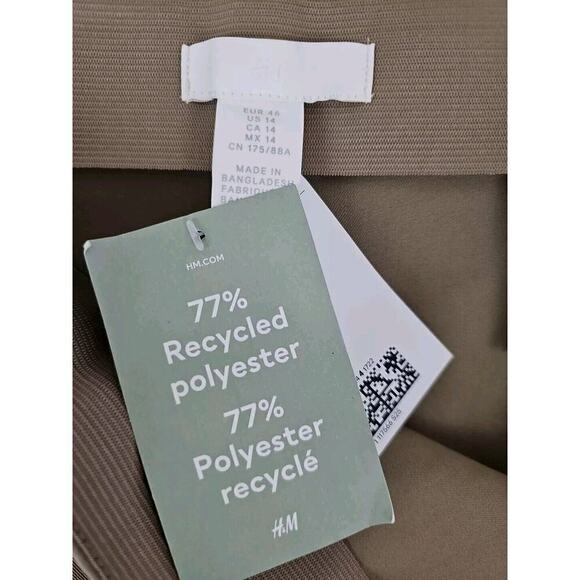 H&M
EUR 46
US 14
CA 14
MX 14
CN 175/88A
MADE IN
BANGLADESH
HM.COM
77%
Recycled
polyester
77%
Polyester
recyclé
H&M